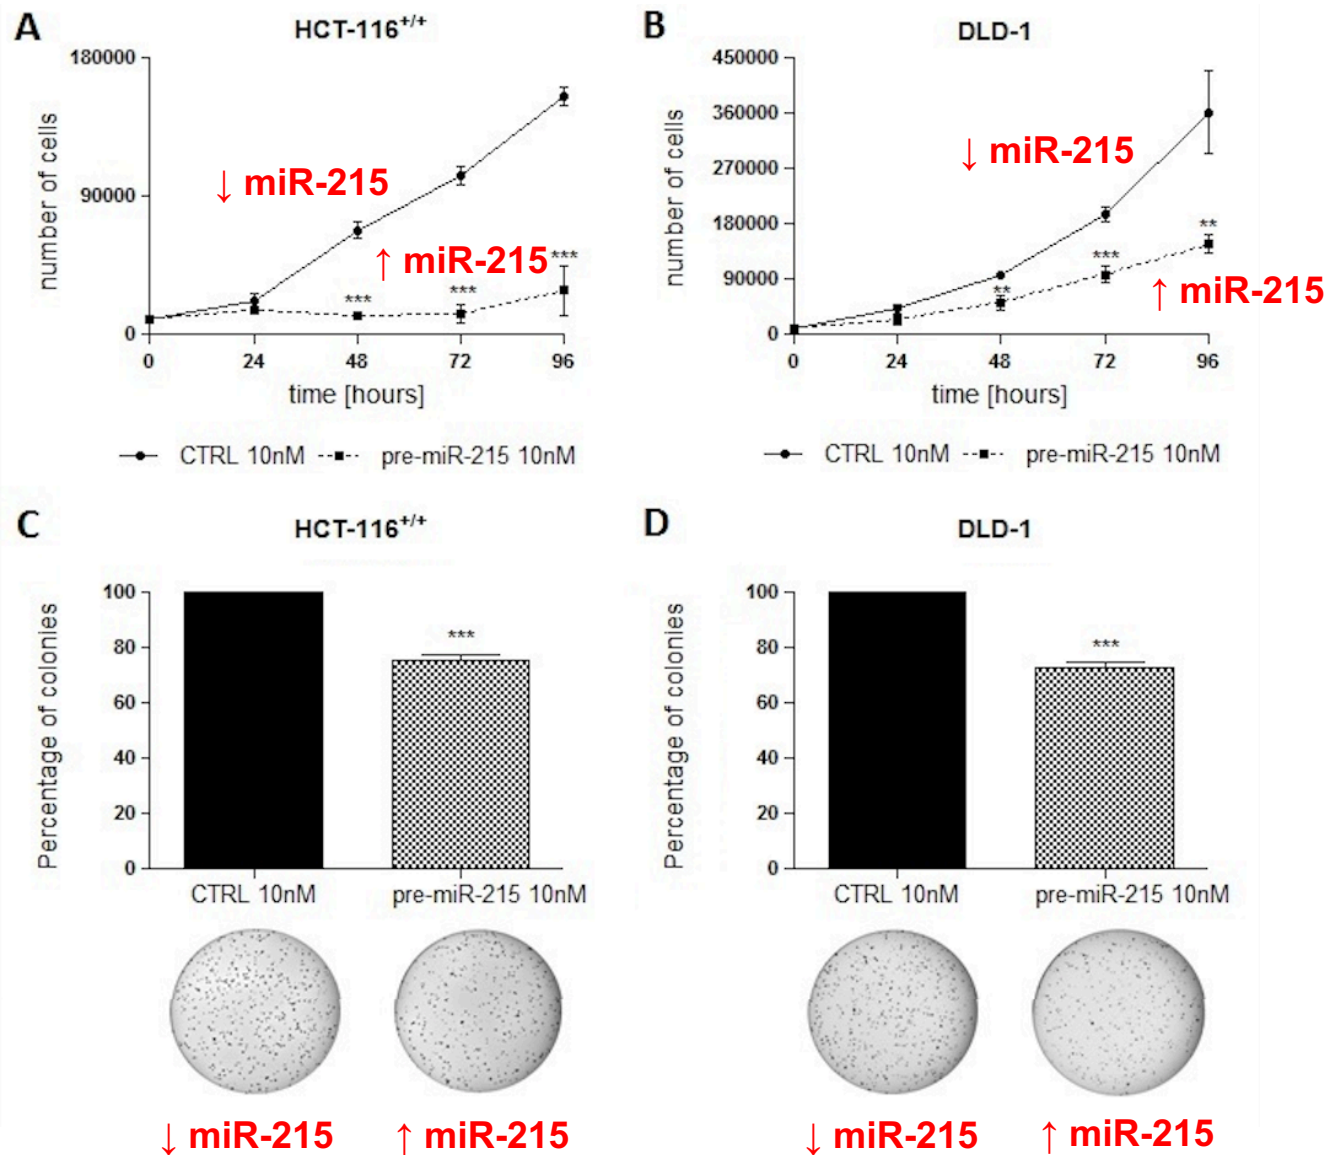 A
HCT-116+/+
180000
90000
0
number of cells
↓ miR-215
↑ miR-215
***
***
***
0 24 48 72 96
time [hours]
CTRL 10nM pre-miR-215 10nM
B
DLD-1
450000
360000
270000
180000
90000
0
number of cells
↓ miR-215
**
***
**
↑ miR-215
0 24 48 72 96
time [hours]
CTRL 10nM pre-miR-215 10nM
C
HCT-116+/+
100
80
60
40
20
0
Percentage of colonies
***
CTRL 10nM pre-miR-215 10nM
↓ miR-215 ↑ miR-215
D
DLD-1
100
80
60
40
20
0
Percentage of colonies
***
CTRL 10nM pre-miR-215 10nM
↓ miR-215 ↑ miR-215